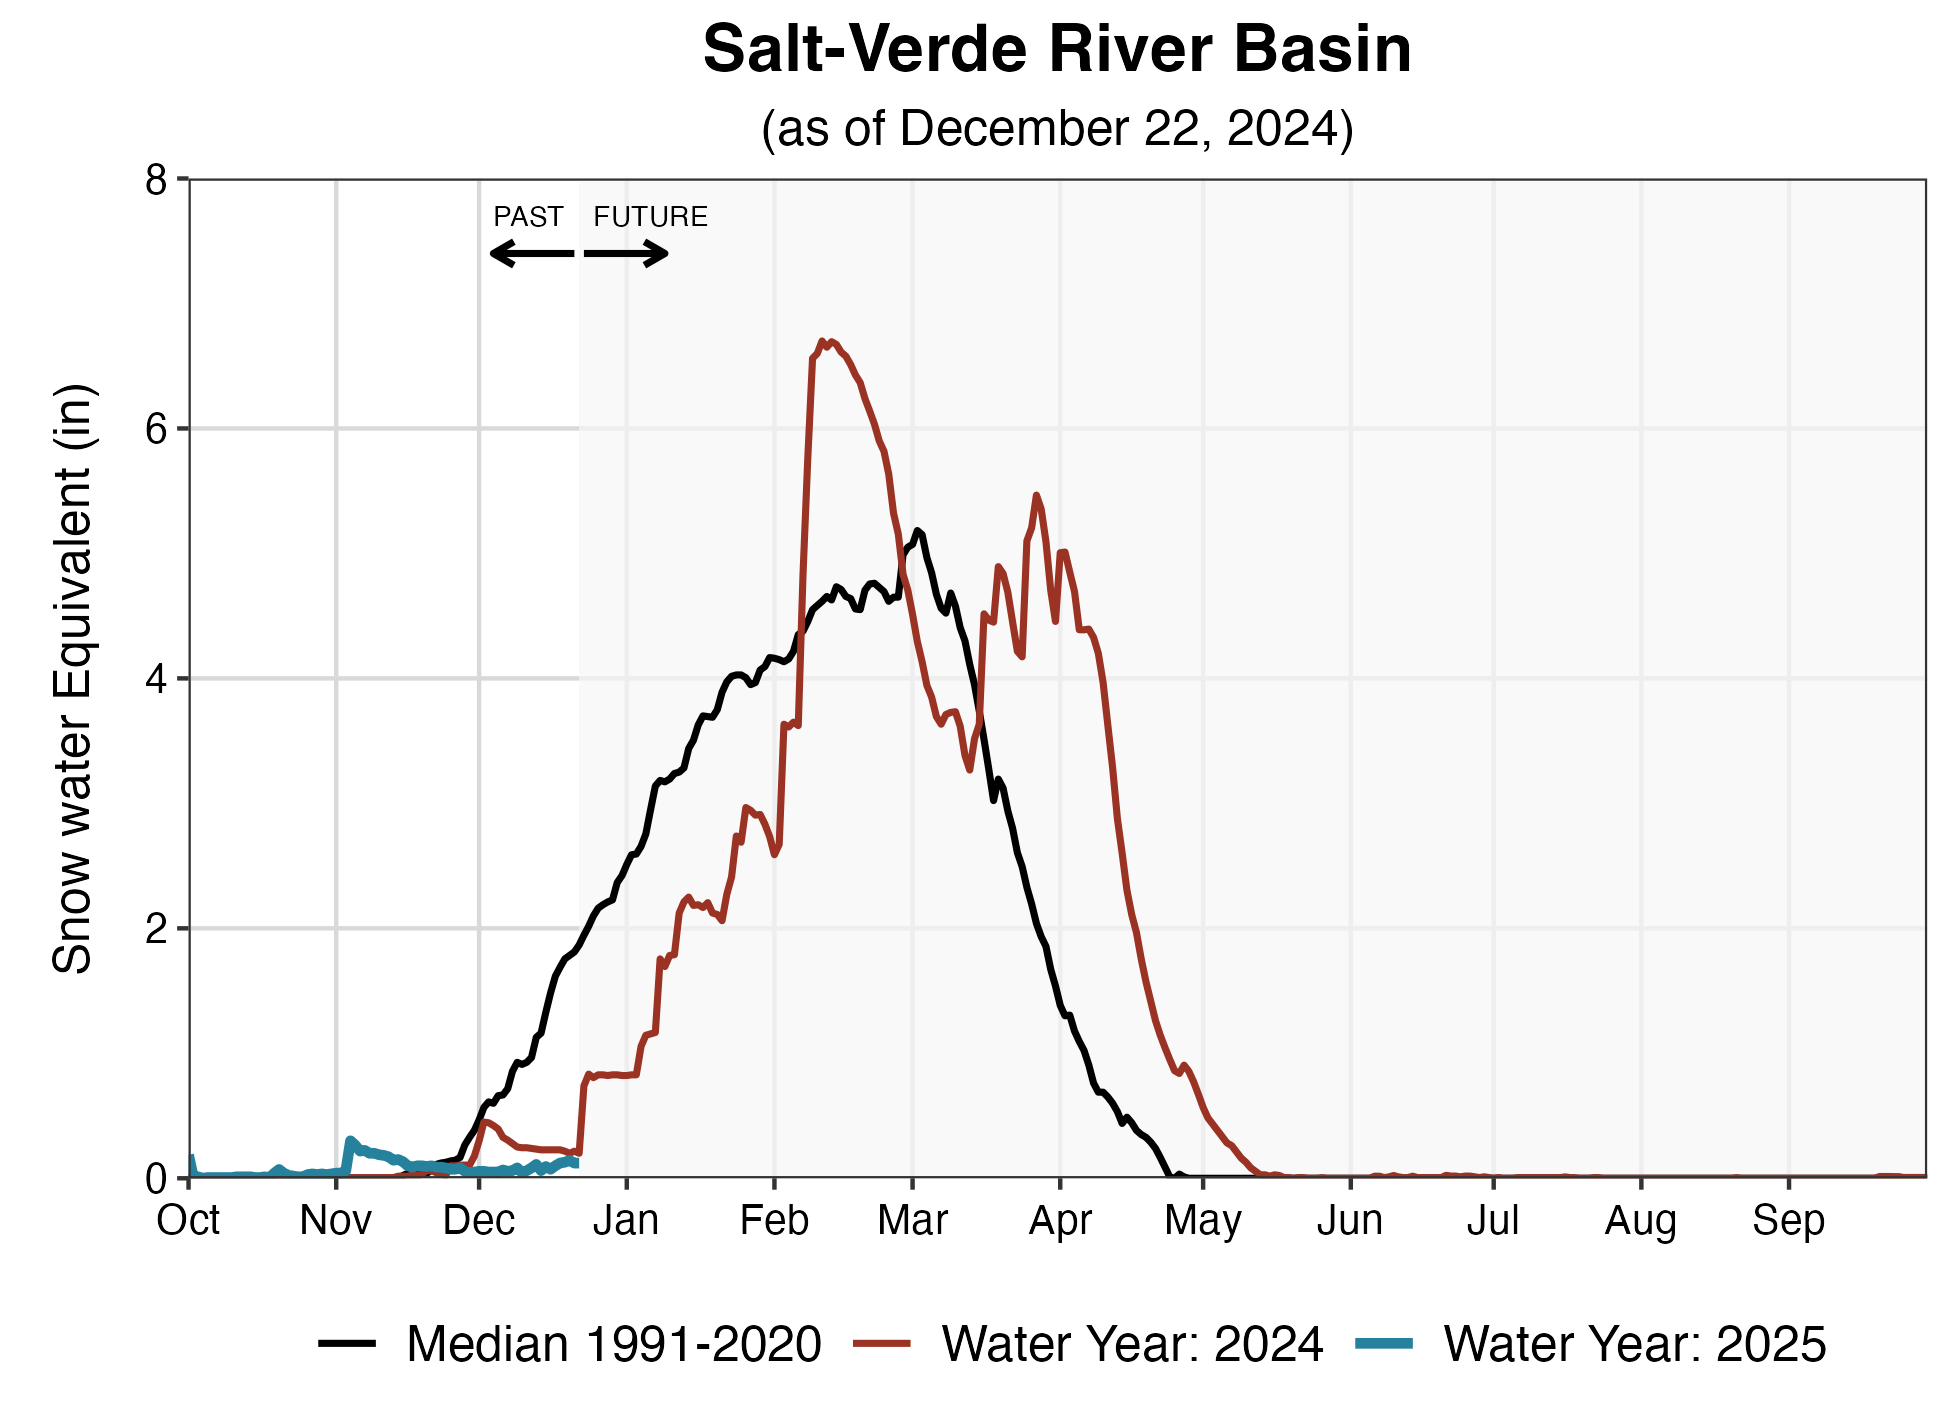 Salt-Verde River Basin
(as of December 22, 2024)
PAST FUTURE
Snow water Equivalent (in)
8
6
4
2
0
Oct Nov Dec Jan Feb Mar Apr May Jun Jul Aug Sep
Median 1991-2020 Water Year: 2024 Water Year: 2025